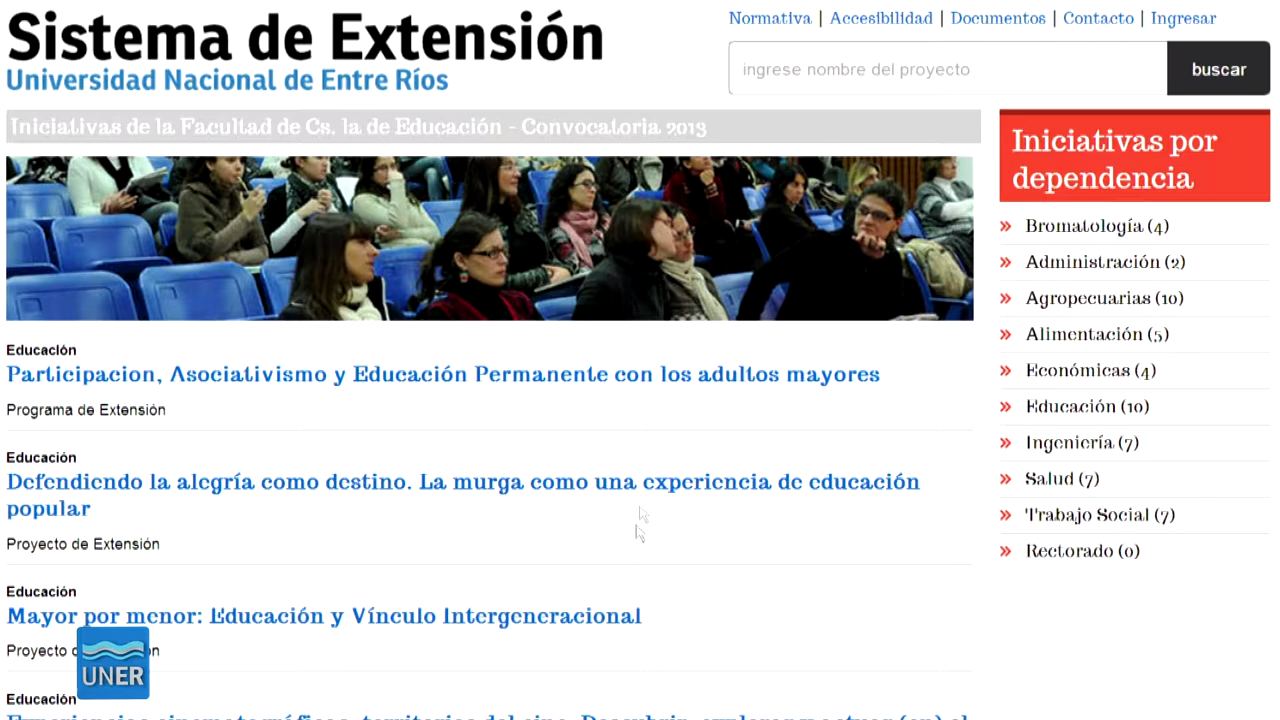 Sistema de Extensión
Universidad Nacional de Entre Ríos
Normativa | Accesibilidad | Documentos | Contacto | Ingresar
ingrese nombre del proyecto
buscar
Iniciativas de la Facultad de Cs. la de Educación - Convocatoria 2013
Educación
Participacion, Asociativismo y Educación Permanente con los adultos mayores
Programa de Extensión
Educación
Defendiendo la alegría como destino. La murga como una experiencia de educación
popular
Proyecto de Extensión
Educación
Mayor por menor: Educación y Vínculo Intergeneracional
Proyecto
UNER
Educación
Iniciativas por
dependencia
» Bromatología (4)
» Administración (2)
» Agropecuarias (10)
» Alimentación (5)
» Económicas (4)
» Educación (10)
» Ingeniería (7)
» Salud (7)
» Trabajo Social (7)
» Rectorado (0)